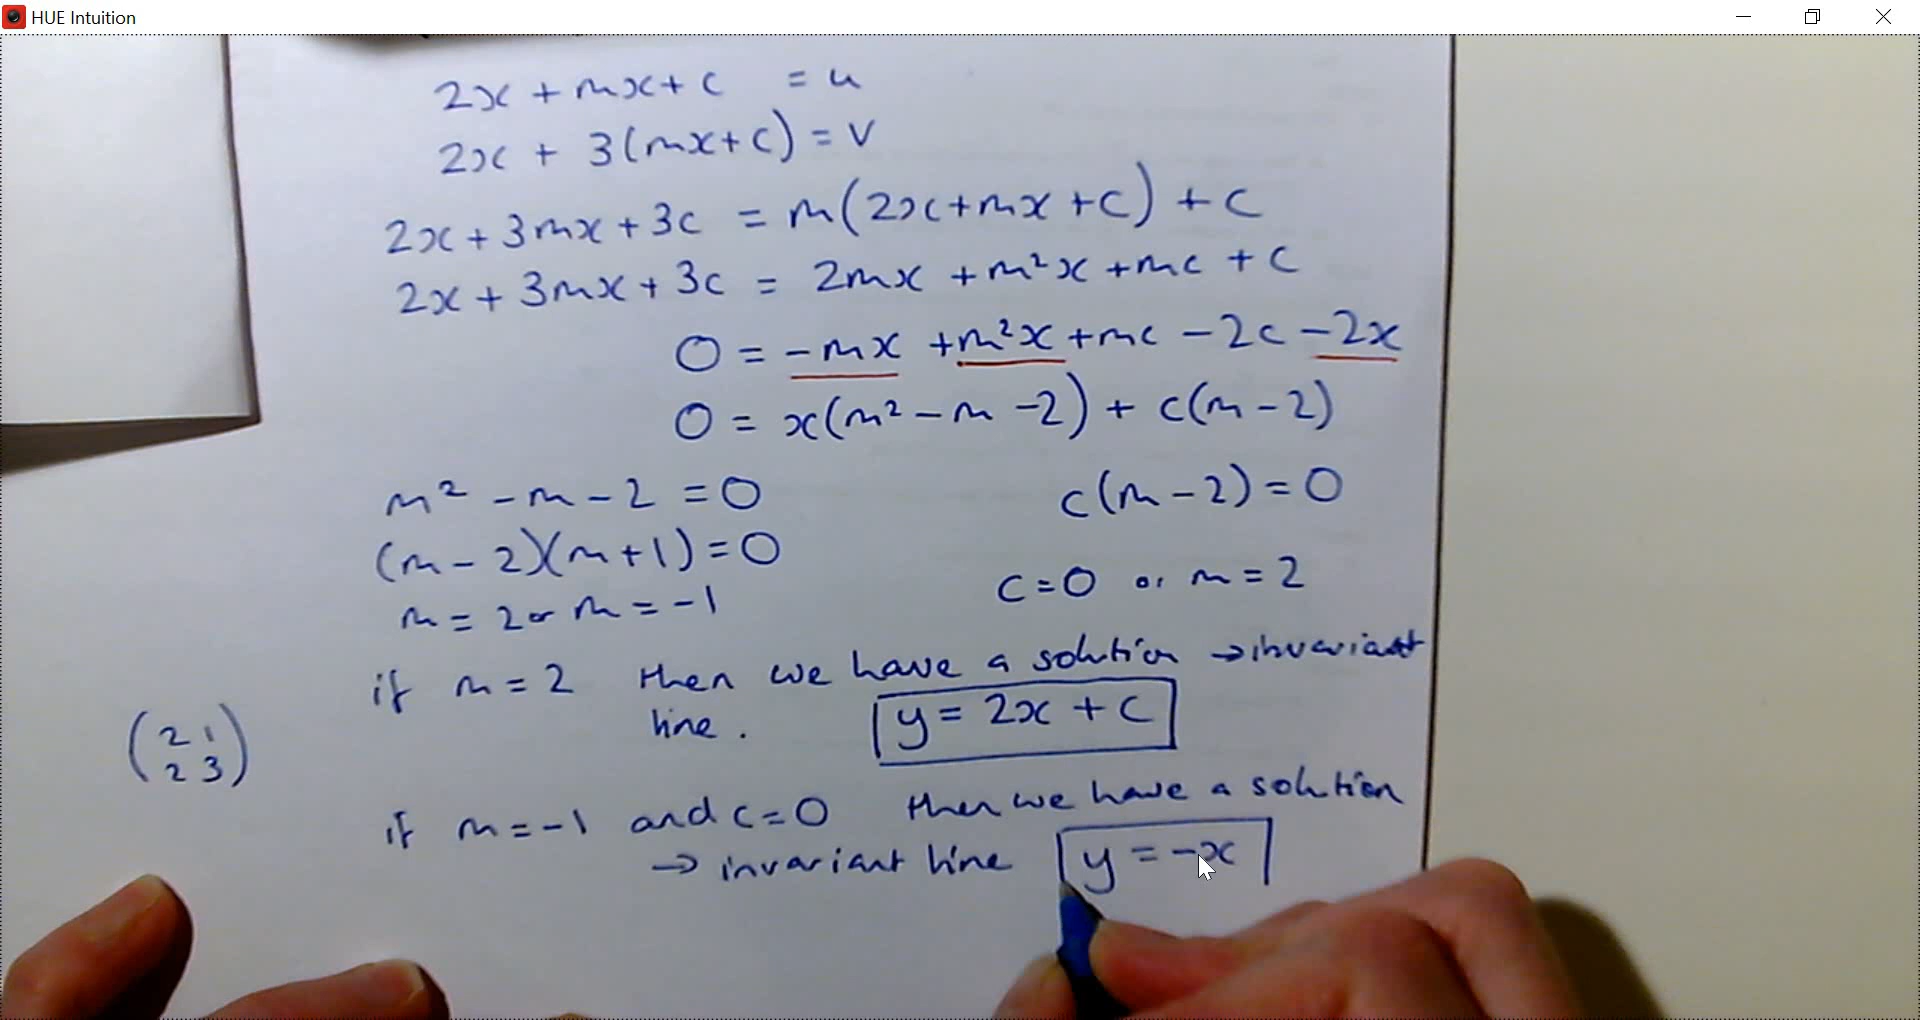 HUE Intuition
2x + mx + c = u
2x + 3(mx+c) = v
2x + 3mx + 3c = m(2x+mx+c) + c
2x + 3mx + 3c = 2mx + m²x + mc + c
0 = -mx + m²x + mc - 2c - 2x
0 = x(m² - m - 2) + c(m - 2)
m² - m - 2 = 0
(m - 2)(m + 1) = 0
m = 2 or m = -1
c(m - 2) = 0
c = 0 or m = 2
if m = 2 then we have a solution → invariant
line. y = 2x + c
(2 1
2 3)
if m = -1 and c = 0 then we have a solution
→ invariant line y = -x